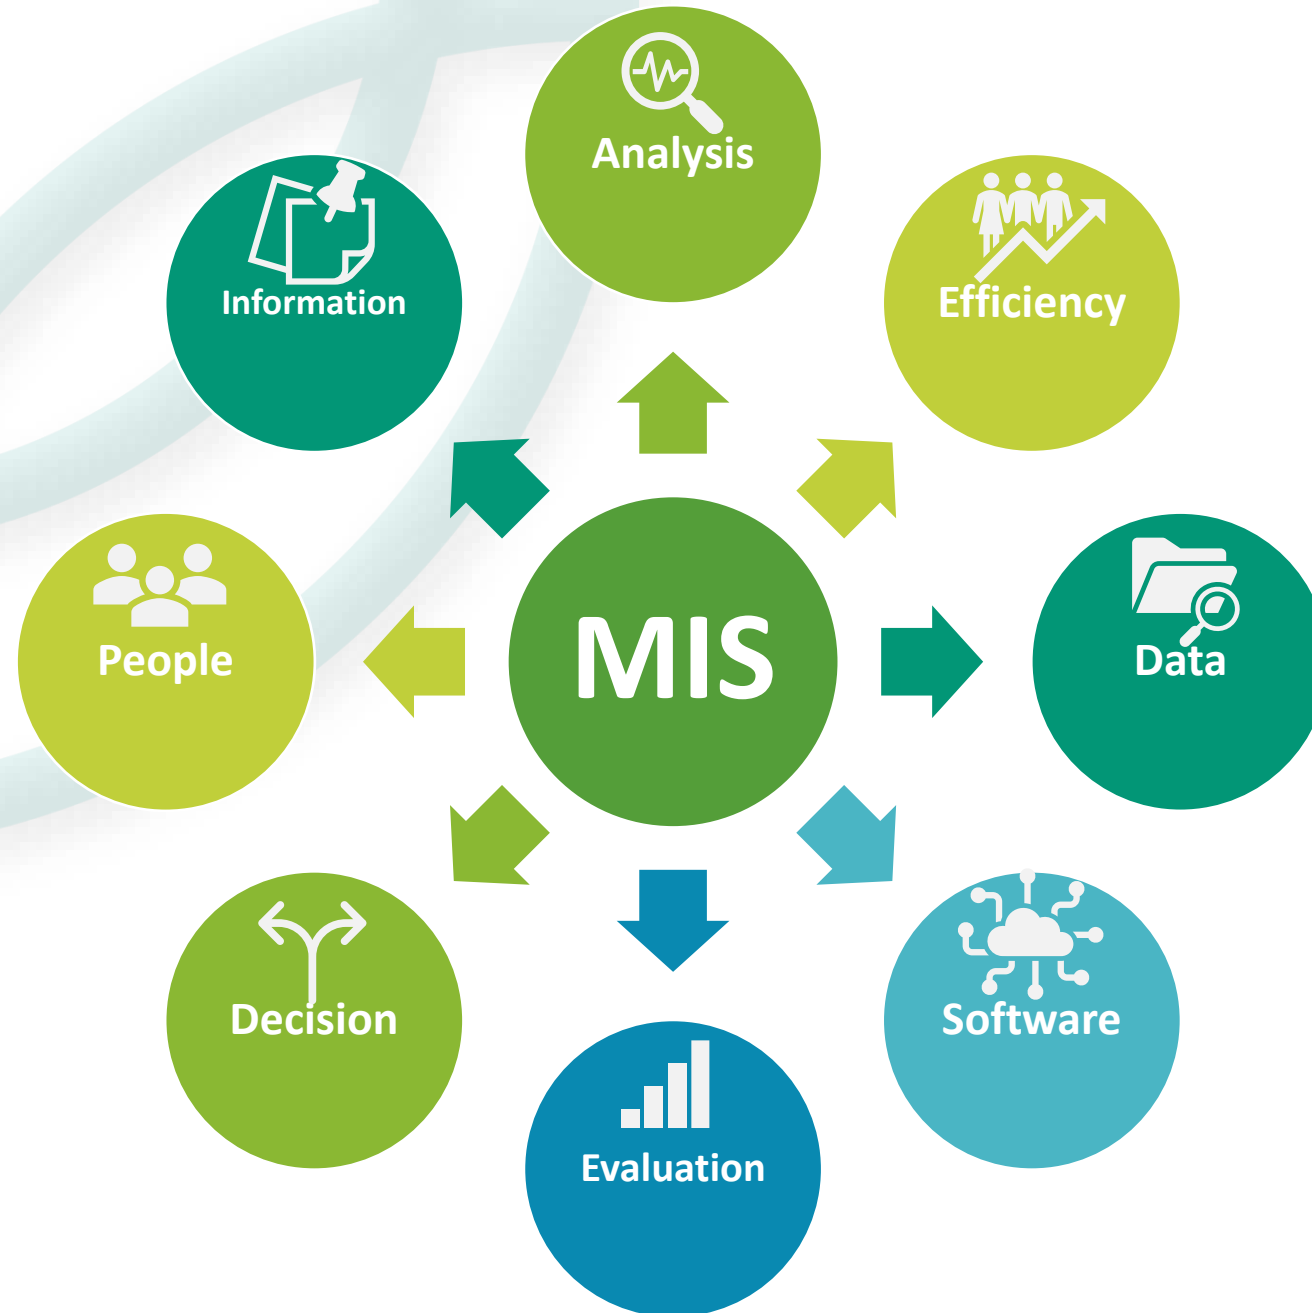 Analysis
Information
Efficiency
People
MIS
Data
Decision
Software
Evaluation